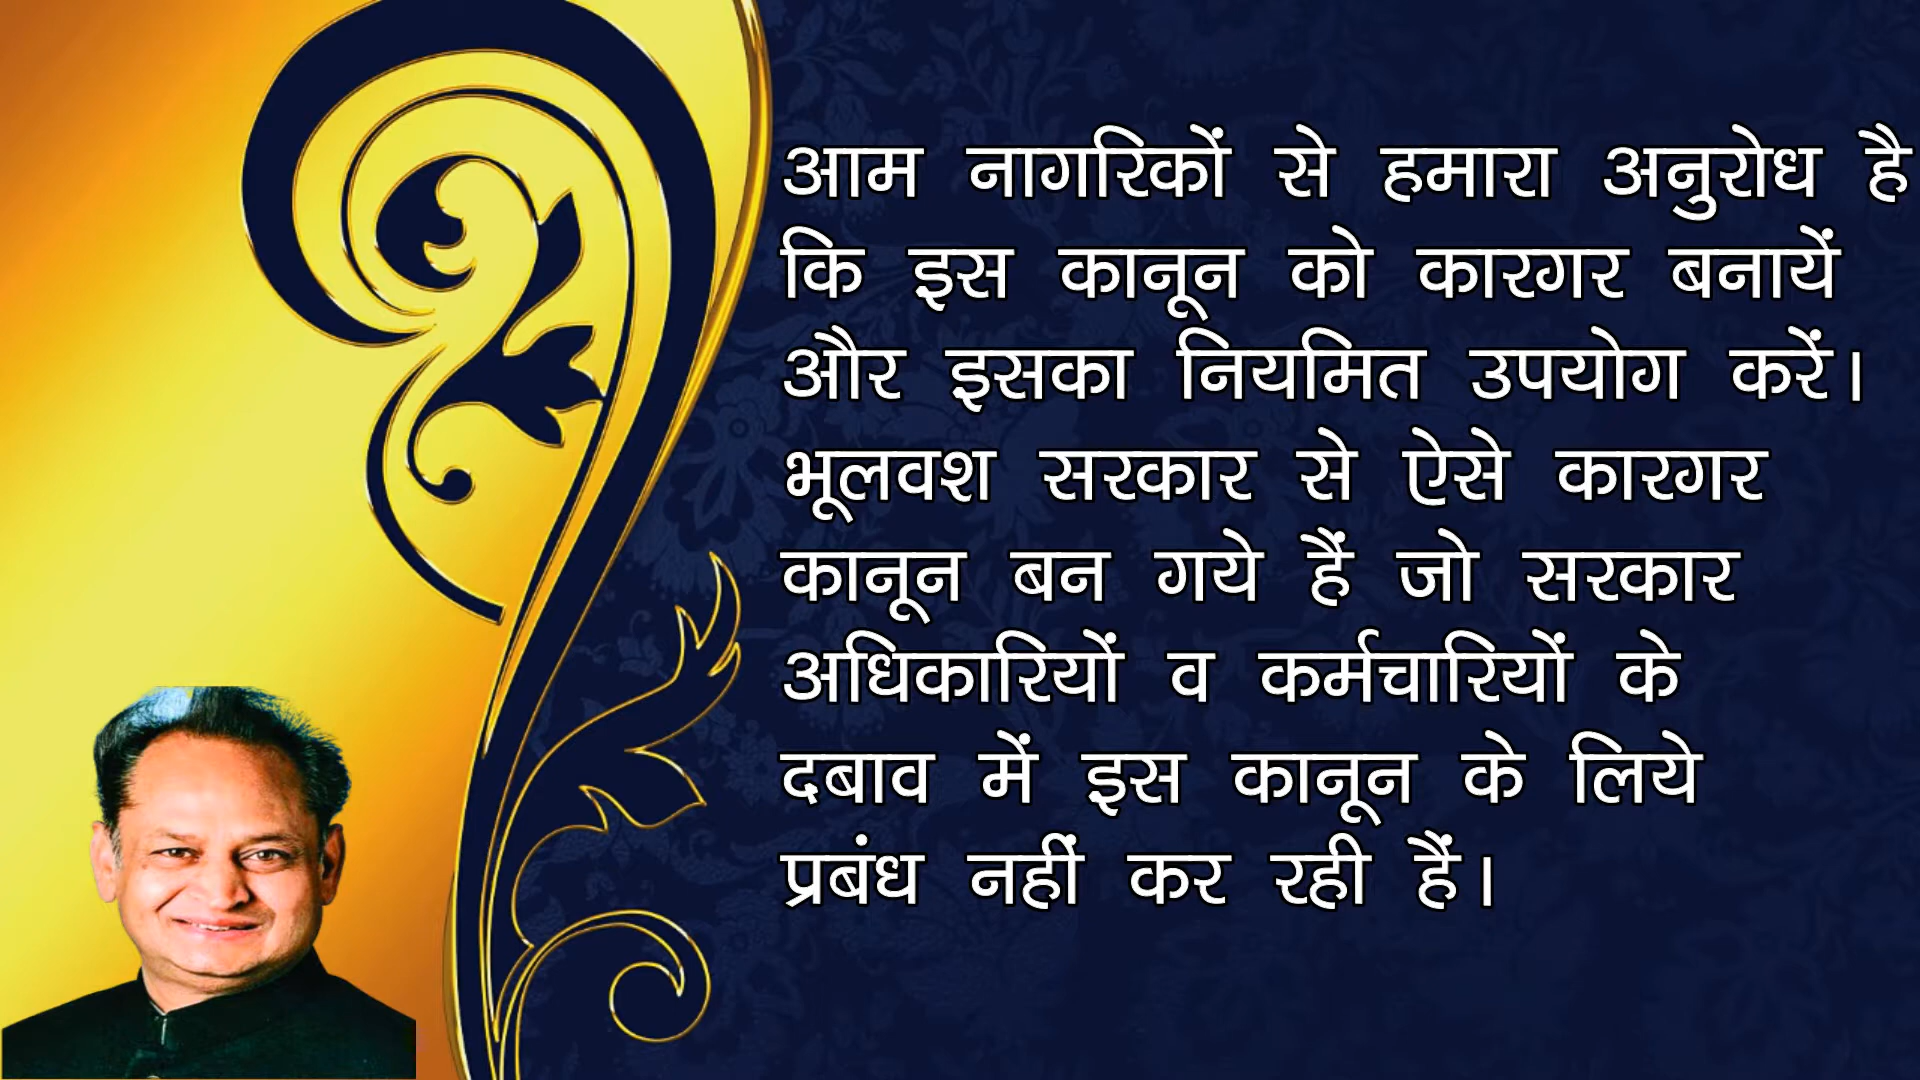 आम नागरिकों से हमारा अनुरोध है
कि इस कानून को कारगर बनायें
और इसका नियमित उपयोग करें।
भूलवश सरकार से ऐसे कारगर
कानून बन गये हैं जो सरकार
अधिकारियों व कर्मचारियों के
दबाव में इस कानून के लिये
प्रबंध नहीं कर रही हैं।